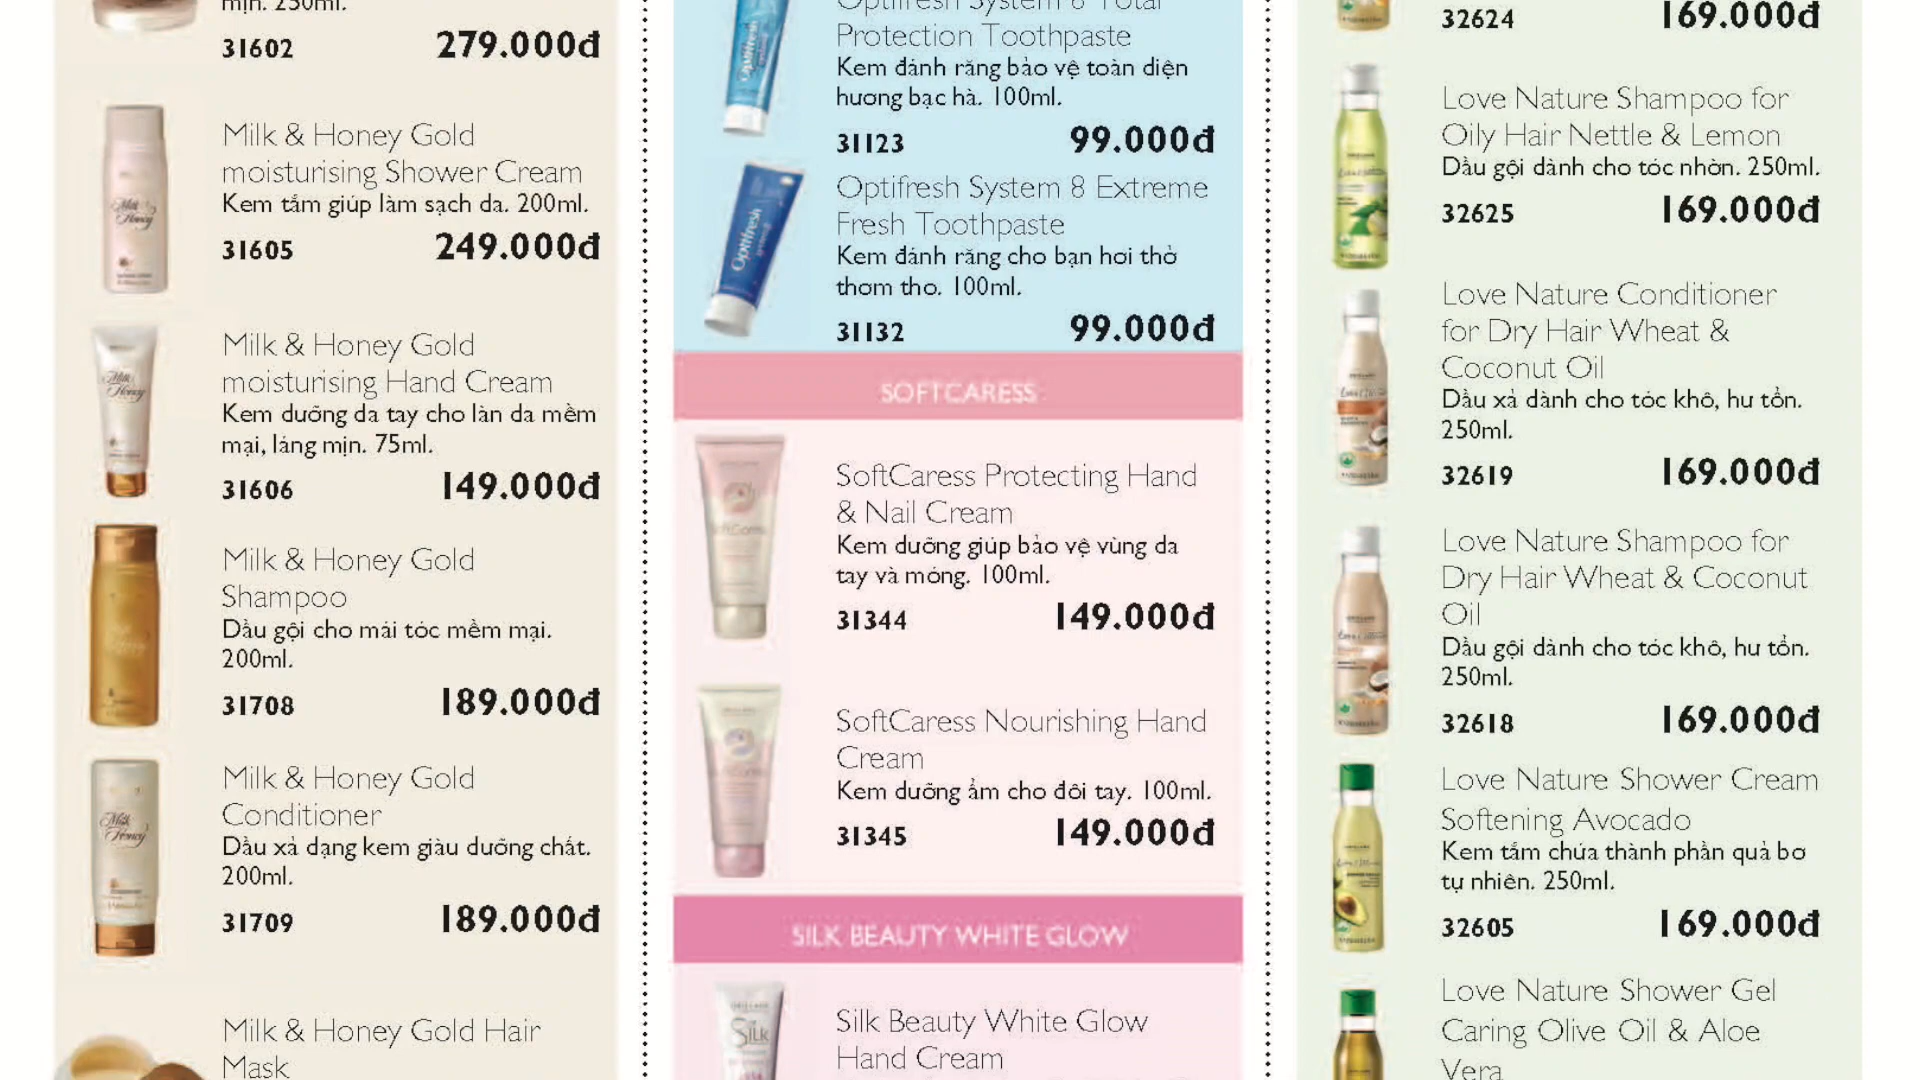 mịn. 250ml.
31602 279.000đ
Milk & Honey Gold
moisturising Shower Cream
Kem tắm giúp làm sạch da. 200ml.
31605 249.000đ
Milk & Honey Gold
moisturising Hand Cream
Kem dưỡng da tay cho làn da mềm
mại, láng mịn. 75ml.
31606 149.000đ
Milk & Honey Gold
Shampoo
Dầu gội cho mái tóc mềm mại.
200ml.
31708 189.000đ
Milk & Honey Gold
Conditioner
Dầu xả dạng kem giàu dưỡng chất.
200ml.
31709 189.000đ
Milk & Honey Gold Hair
Mask
Optifresh System 8 Total
Protection Toothpaste
Kem đánh răng bảo vệ toàn diện
hương bạc hà. 100ml.
31123 99.000đ
Optifresh System 8 Extreme
Fresh Toothpaste
Kem đánh răng cho bạn hơi thở
thơm tho. 100ml.
31132 99.000đ
SOFTCARESS
SoftCaress Protecting Hand
& Nail Cream
Kem dưỡng giúp bảo vệ vùng da
tay và móng. 100ml.
31344 149.000đ
SoftCaress Nourishing Hand
Cream
Kem dưỡng ẩm cho đôi tay. 100ml.
31345 149.000đ
SILK BEAUTY WHITE GLOW
Silk Beauty White Glow
Hand Cream
32624 169.000đ
Love Nature Shampoo for
Oily Hair Nettle & Lemon
Dầu gội dành cho tóc nhờn. 250ml.
32625 169.000đ
Love Nature Conditioner
for Dry Hair Wheat &
Coconut Oil
Dầu xả dành cho tóc khô, hư tổn.
250ml.
32619 169.000đ
Love Nature Shampoo for
Dry Hair Wheat & Coconut
Oil
Dầu gội dành cho tóc khô, hư tổn.
250ml.
32618 169.000đ
Love Nature Shower Cream
Softening Avocado
Kem tắm chứa thành phần quả bơ
tự nhiên. 250ml.
32605 169.000đ
Love Nature Shower Gel
Caring Olive Oil & Aloe
Vera